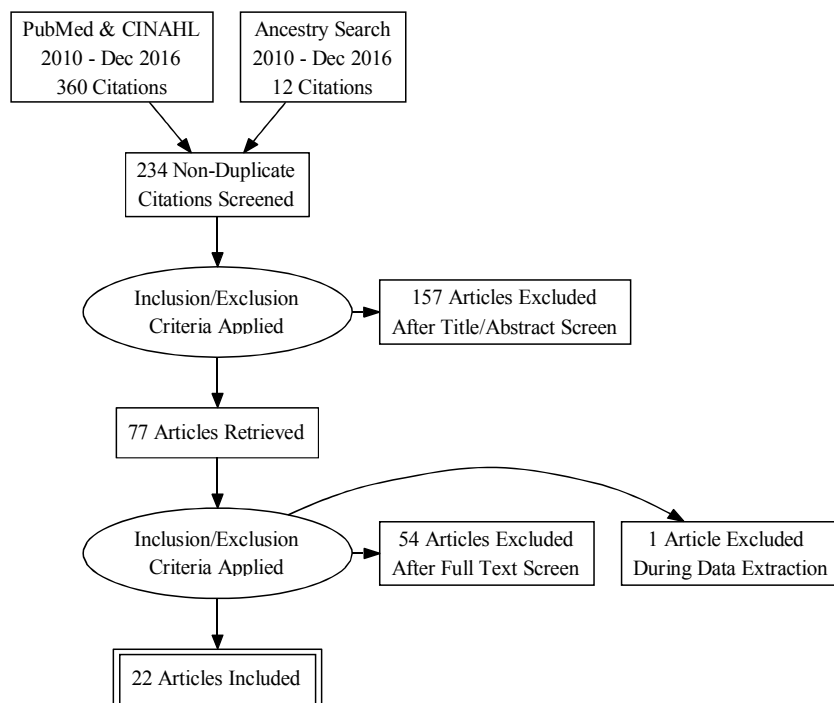 PubMed & CINAHL
2010 - Dec 2016
360 Citations
Ancestry Search
2010 - Dec 2016
12 Citations
234 Non-Duplicate
Citations Screened
Inclusion/Exclusion
Criteria Applied
157 Articles Excluded
After Title/Abstract Screen
77 Articles Retrieved
Inclusion/Exclusion
Criteria Applied
54 Articles Excluded
After Full Text Screen
1 Article Excluded
During Data Extraction
22 Articles Included